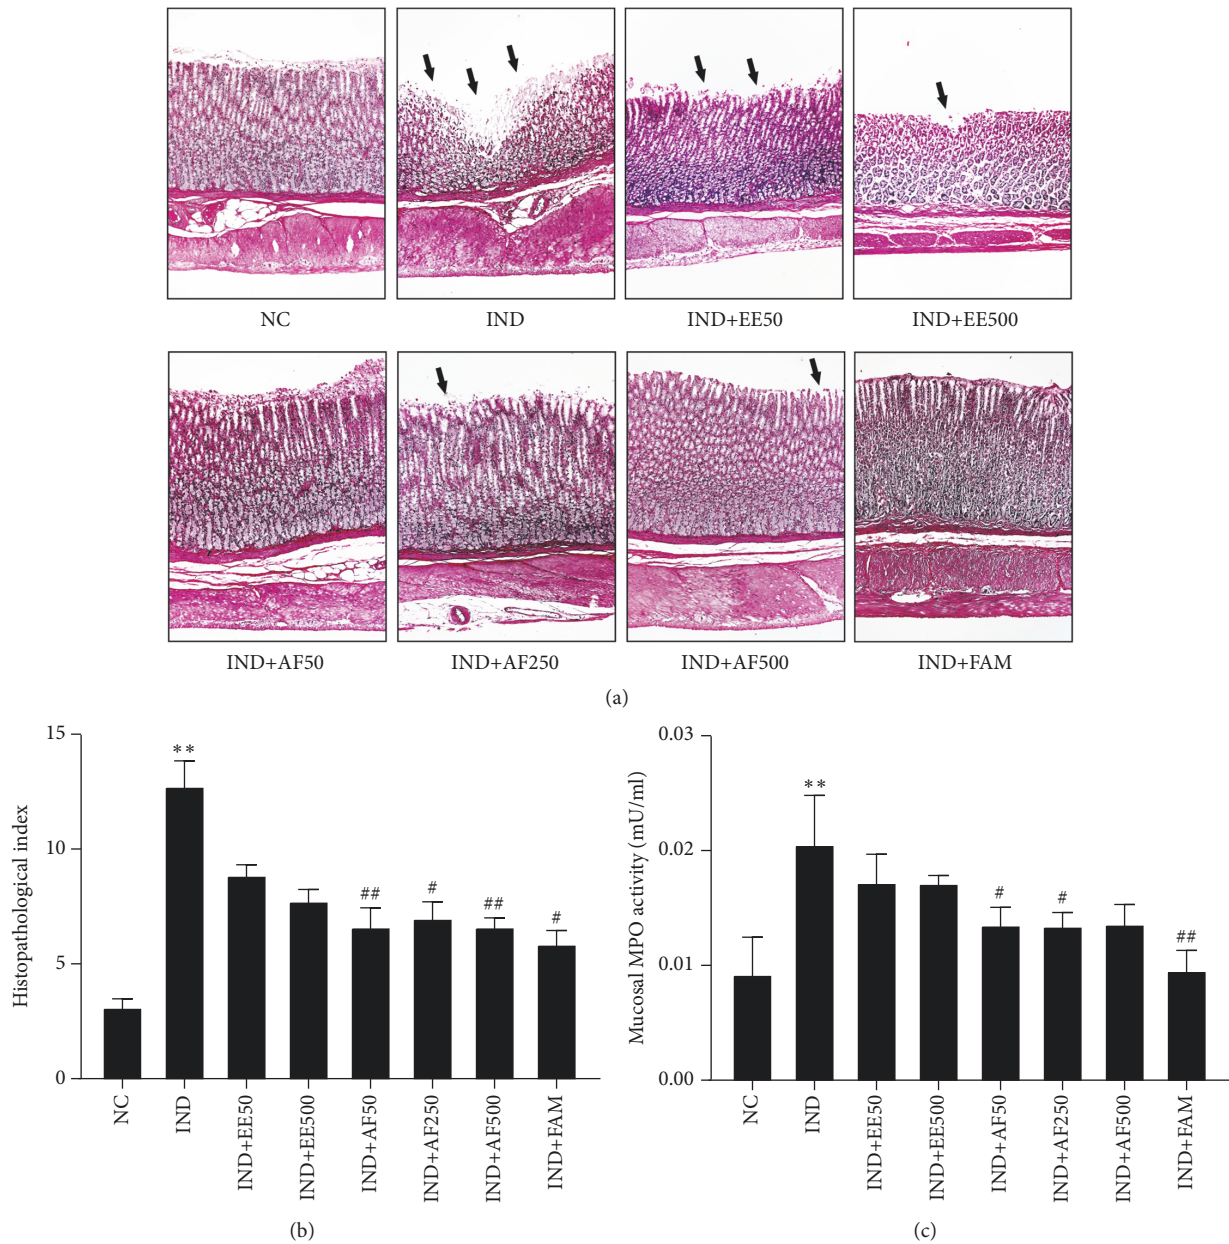 NC IND IND+EE50 IND+EE500
IND+AF50 IND+AF250 IND+AF500 IND+FAM
(a)
Histopathological index
15
10
5
0
**
##
#
##
#
NC
IND
IND+EE50
IND+EE500
IND+AF50
IND+AF250
IND+AF500
IND+FAM
(b)
Mucosal MPO activity (mU/ml)
0.03
0.02
0.01
0.00
**
#
#
##
NC
IND
IND+EE50
IND+EE500
IND+AF50
IND+AF250
IND+AF500
IND+FAM
(c)